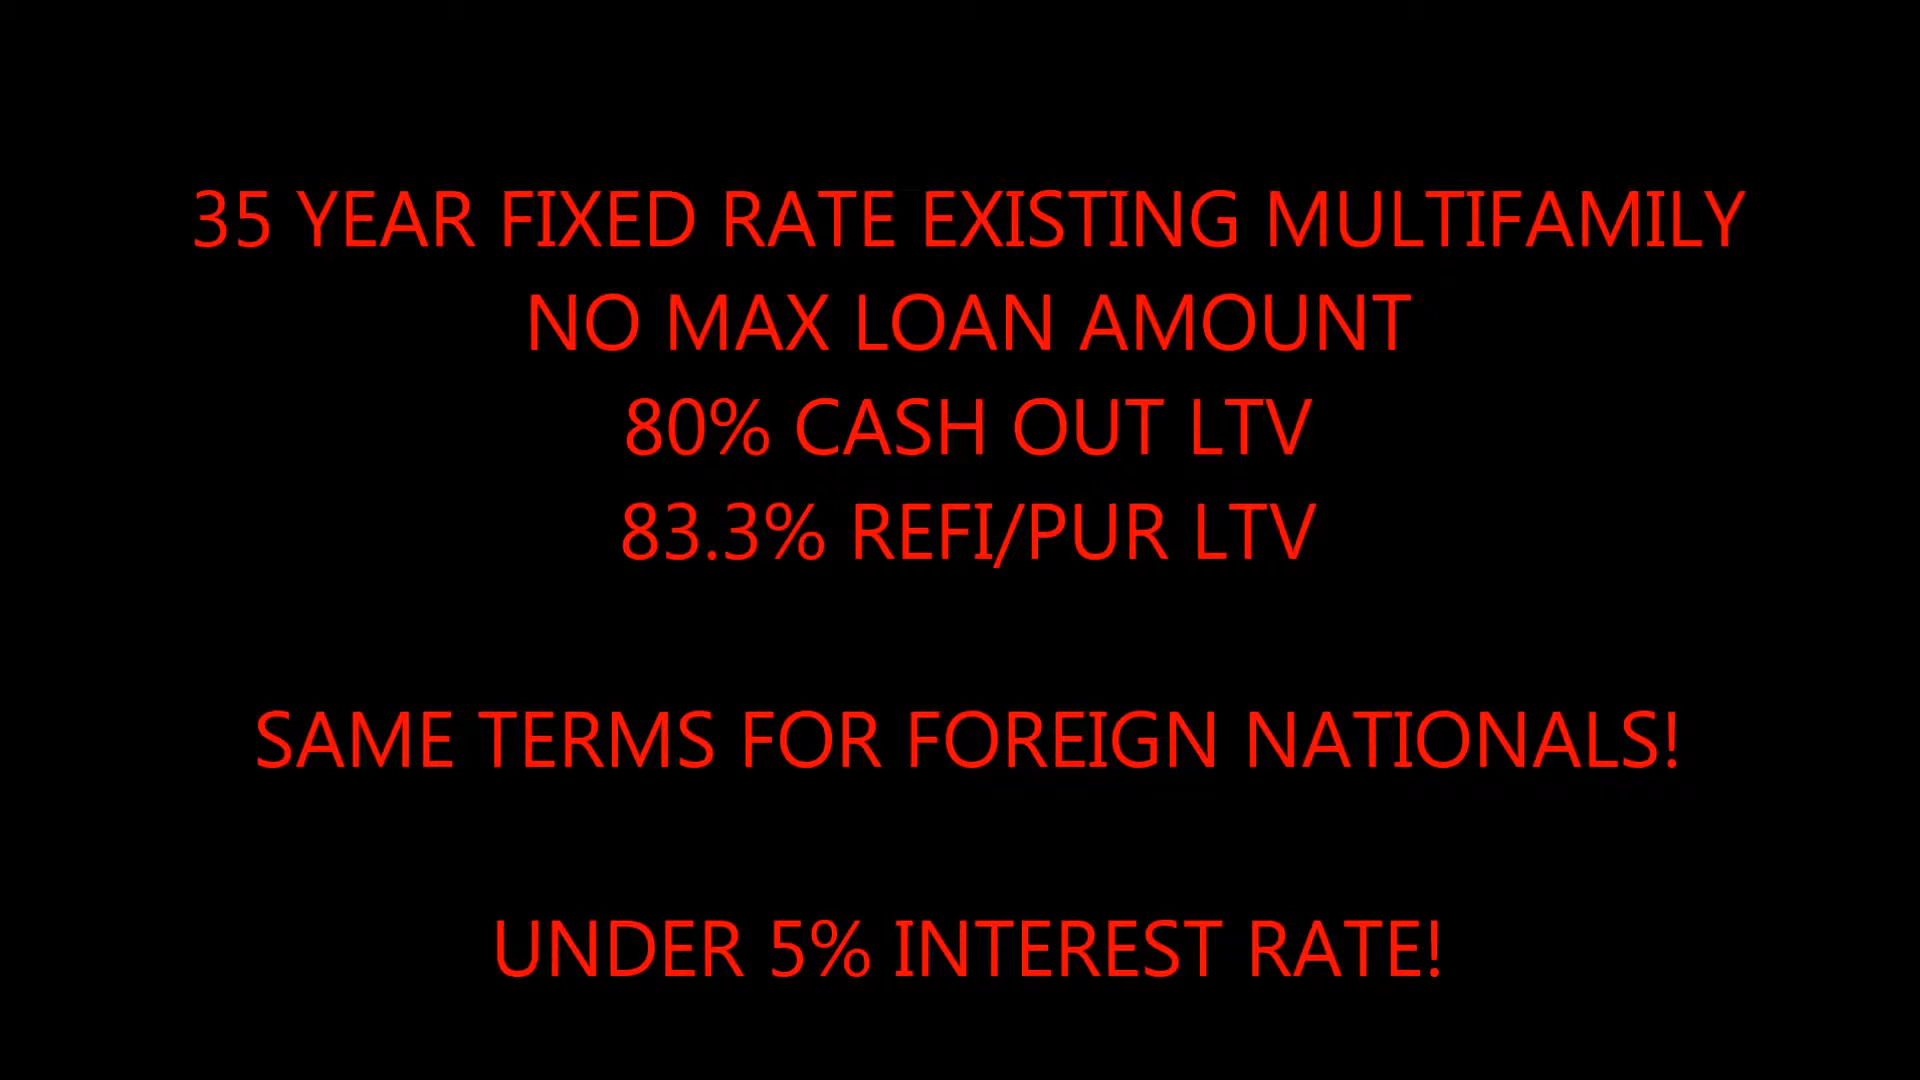 35 YEAR FIXED RATE EXISTING MULTIFAMILY
NO MAX LOAN AMOUNT
80% CASH OUT LTV
83.3% REFI/PUR LTV
SAME TERMS FOR FOREIGN NATIONALS!
UNDER 5% INTEREST RATE!